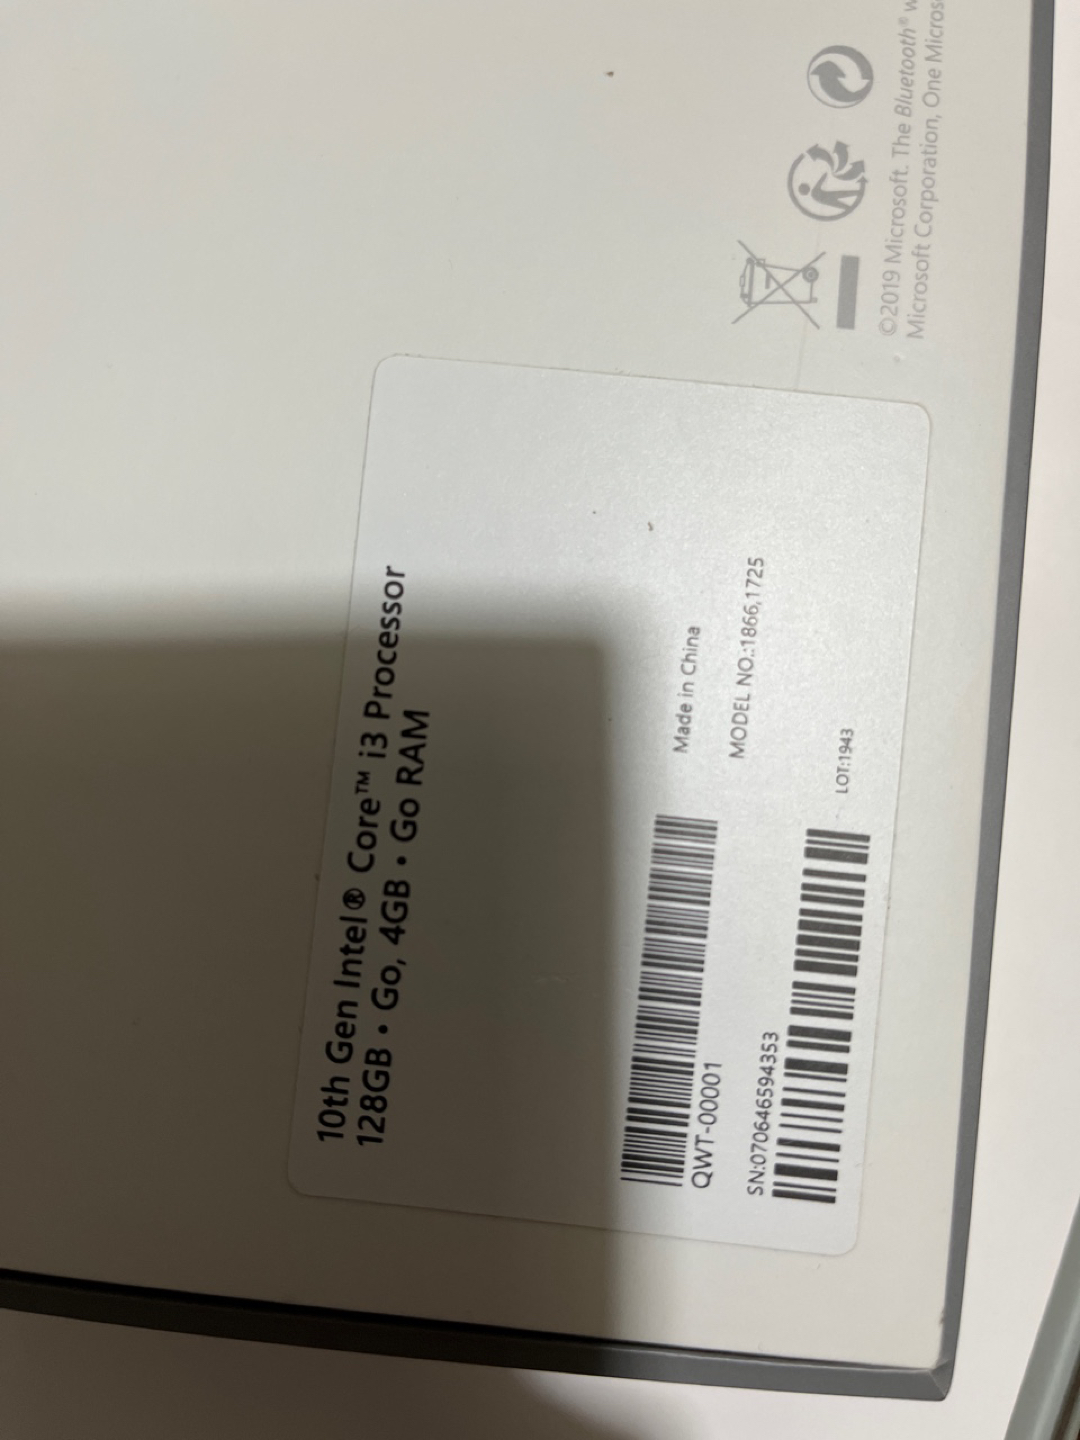 10th Gen Intel® Core™ i3 Processor
128GB • Go, 4GB • Go RAM
Made in China
QWT-00001
MODEL NO.:1866,1725
SN:070646594353
LOT:1943
©2019 Microsoft. The Bluetooth® w
Microsoft Corporation, One Micros